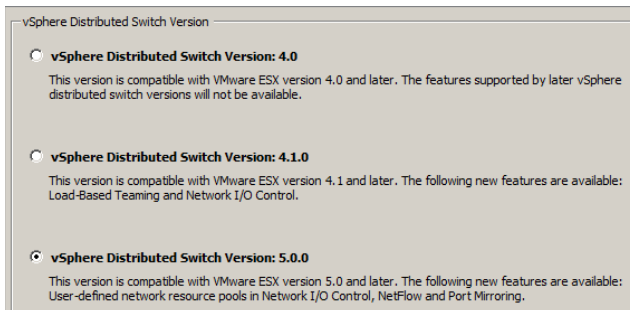 vSphere Distributed Switch Version
vSphere Distributed Switch Version: 4.0
This version is compatible with VMware ESX version 4.0 and later. The features supported by later vSphere
distributed switch versions will not be available.
vSphere Distributed Switch Version: 4.1.0
This version is compatible with VMware ESX version 4.1 and later. The following new features are available:
Load-Based Teaming and Network I/O Control.
vSphere Distributed Switch Version: 5.0.0
This version is compatible with VMware ESX version 5.0 and later. The following new features are available:
User-defined network resource pools in Network I/O Control, NetFlow and Port Mirroring.